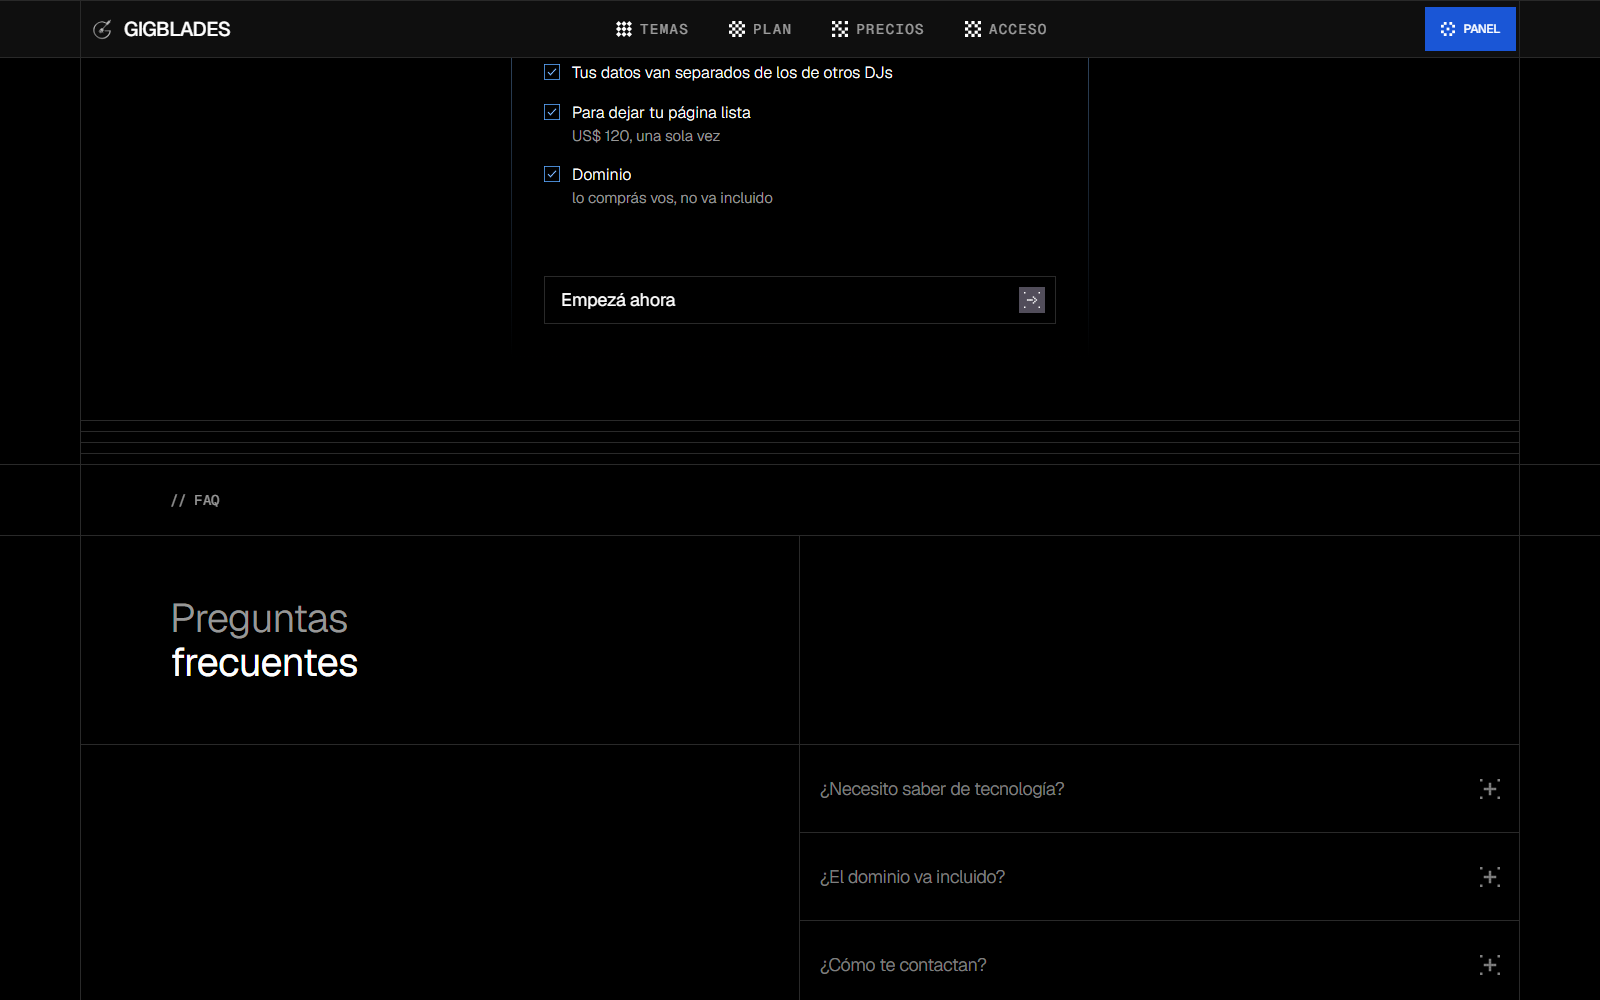 GIGBLADES
TEMAS
PLAN
PRECIOS
ACCESO
PANEL
Tus datos van separados de los de otros DJs
Para dejar tu página lista
US$ 120, una sola vez
Dominio
lo comprás vos, no va incluido
Empezá ahora
// FAQ
Preguntas
frecuentes
¿Necesito saber de tecnología?
¿El dominio va incluido?
¿Cómo te contactan?